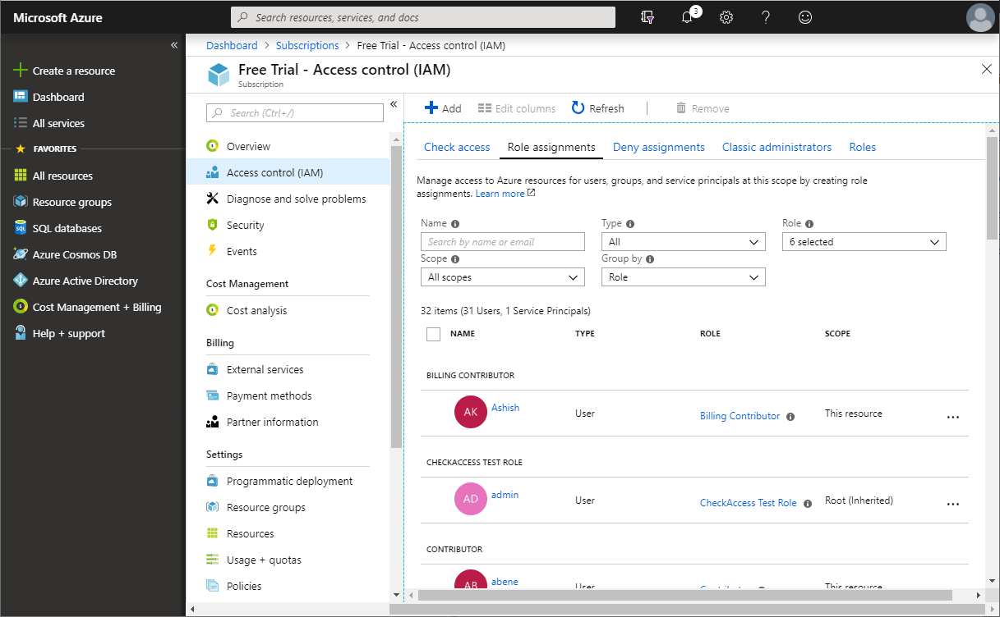 Microsoft Azure
Search resources, services, and docs
3
Create a resource
Dashboard
All services
FAVORITES
All resources
Resource groups
SQL
SQL databases
Azure Cosmos DB
Azure Active Directory
Cost Management + Billing
Help + support
Dashboard > Subscriptions > Free Trial - Access control (IAM)
Free Trial - Access control (IAM)
Subscription
Search (Ctrl+/)
Overview
Access control (IAM)
Diagnose and solve problems
Security
Events
Cost Management
Cost analysis
Billing
External services
Payment methods
Partner information
Settings
Programmatic deployment
Resource groups
Resources
Usage + quotas
Policies
Add Edit columns Refresh Remove
Check access Role assignments Deny assignments Classic administrators Roles
Manage access to Azure resources for users, groups, and service principals at this scope by creating role
assignments. Learn more
Name Type Role
Search by name or email All 6 selected
Scope Group by
All scopes Role
32 items (31 Users, 1 Service Principals)
NAME TYPE ROLE SCOPE
BILLING CONTRIBUTOR
AK Ashish User Billing Contributor This resource
CHECKACCESS TEST ROLE
AD admin User CheckAccess Test Role Root (Inherited)
CONTRIBUTOR
AB abene User Contributor This resource